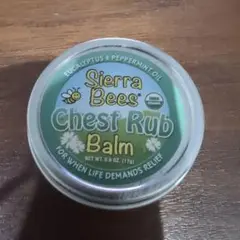 EUCALYPTUS & PEPPERMINT OIL
Sierra
Bees
Chest Rub
Balm
NET WT. 0.6 OZ (17g)
FOR WHEN LIFE DEMANDS RELIEF